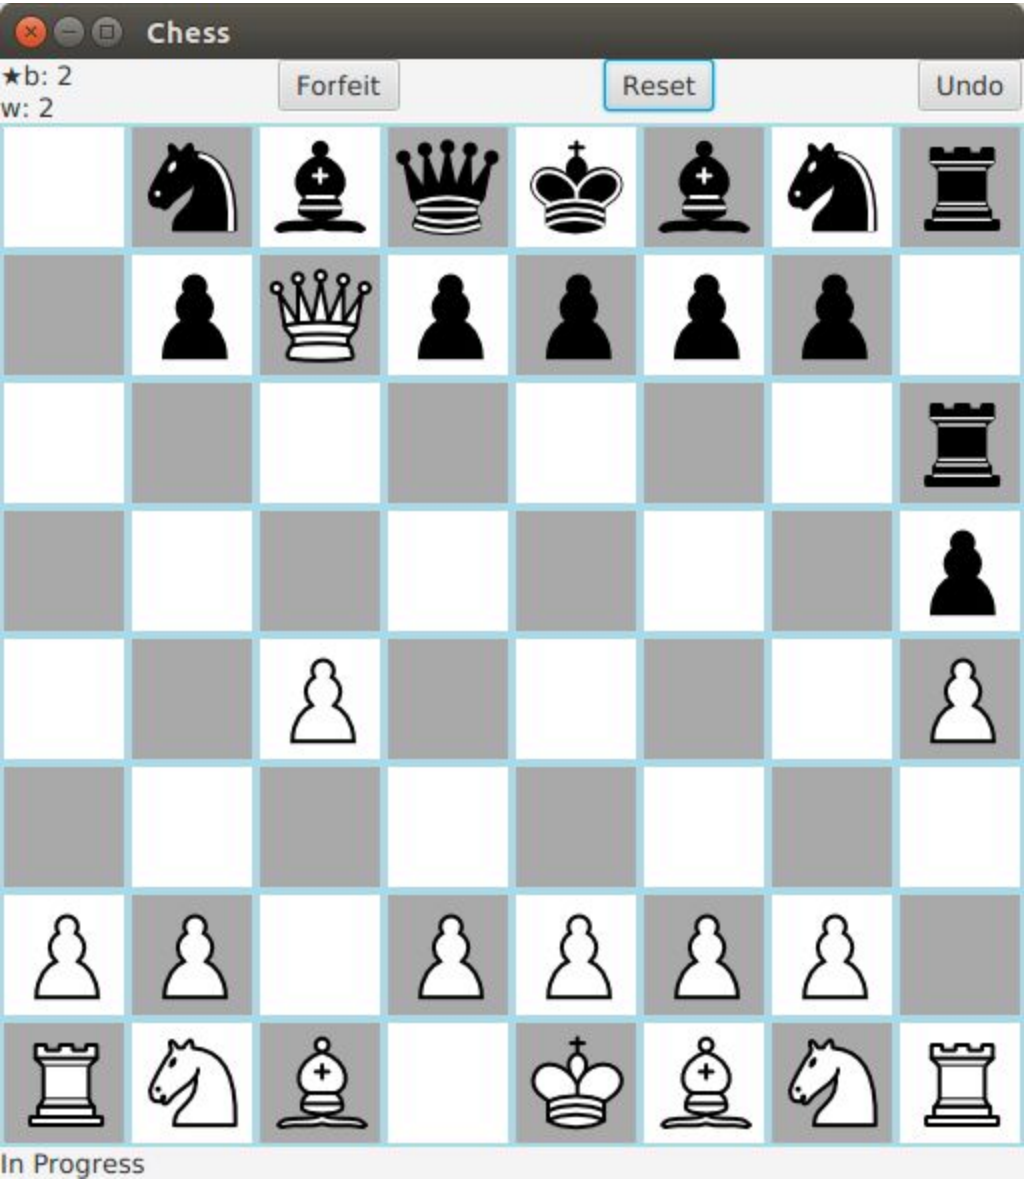 Chess
★b: 2
w: 2
Forfeit
Reset
Undo
In Progress